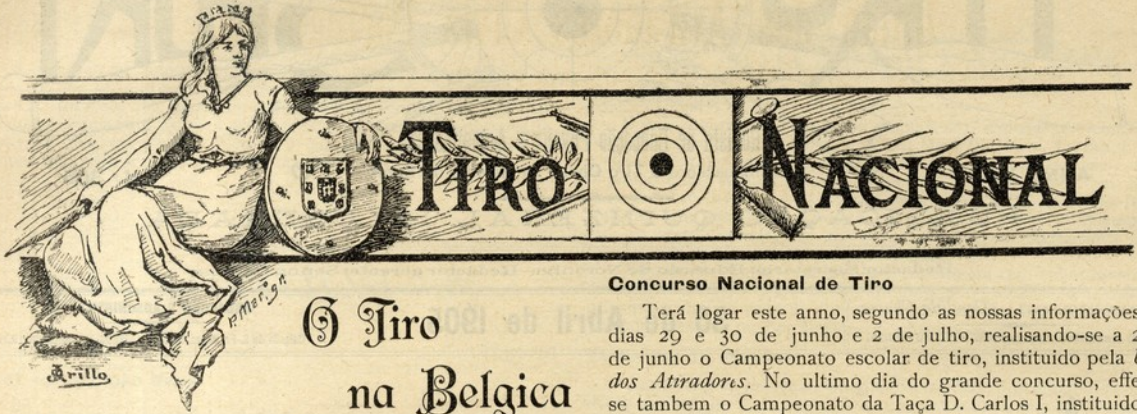 TIRO NACIONAL
P. Mar. gr.
Arillo
O Tiro
na Belgica
Concurso Nacional de Tiro
Terá logar este anno, segundo as nossas informações
dias 29 e 30 de junho e 2 de julho, realisando-se a
de junho o Campeonato escolar de tiro, instituido pela
dos Atiradores. No ultimo dia do grande concurso, effe
se tambem o Campeonato da Taça D. Carlos I, instituido